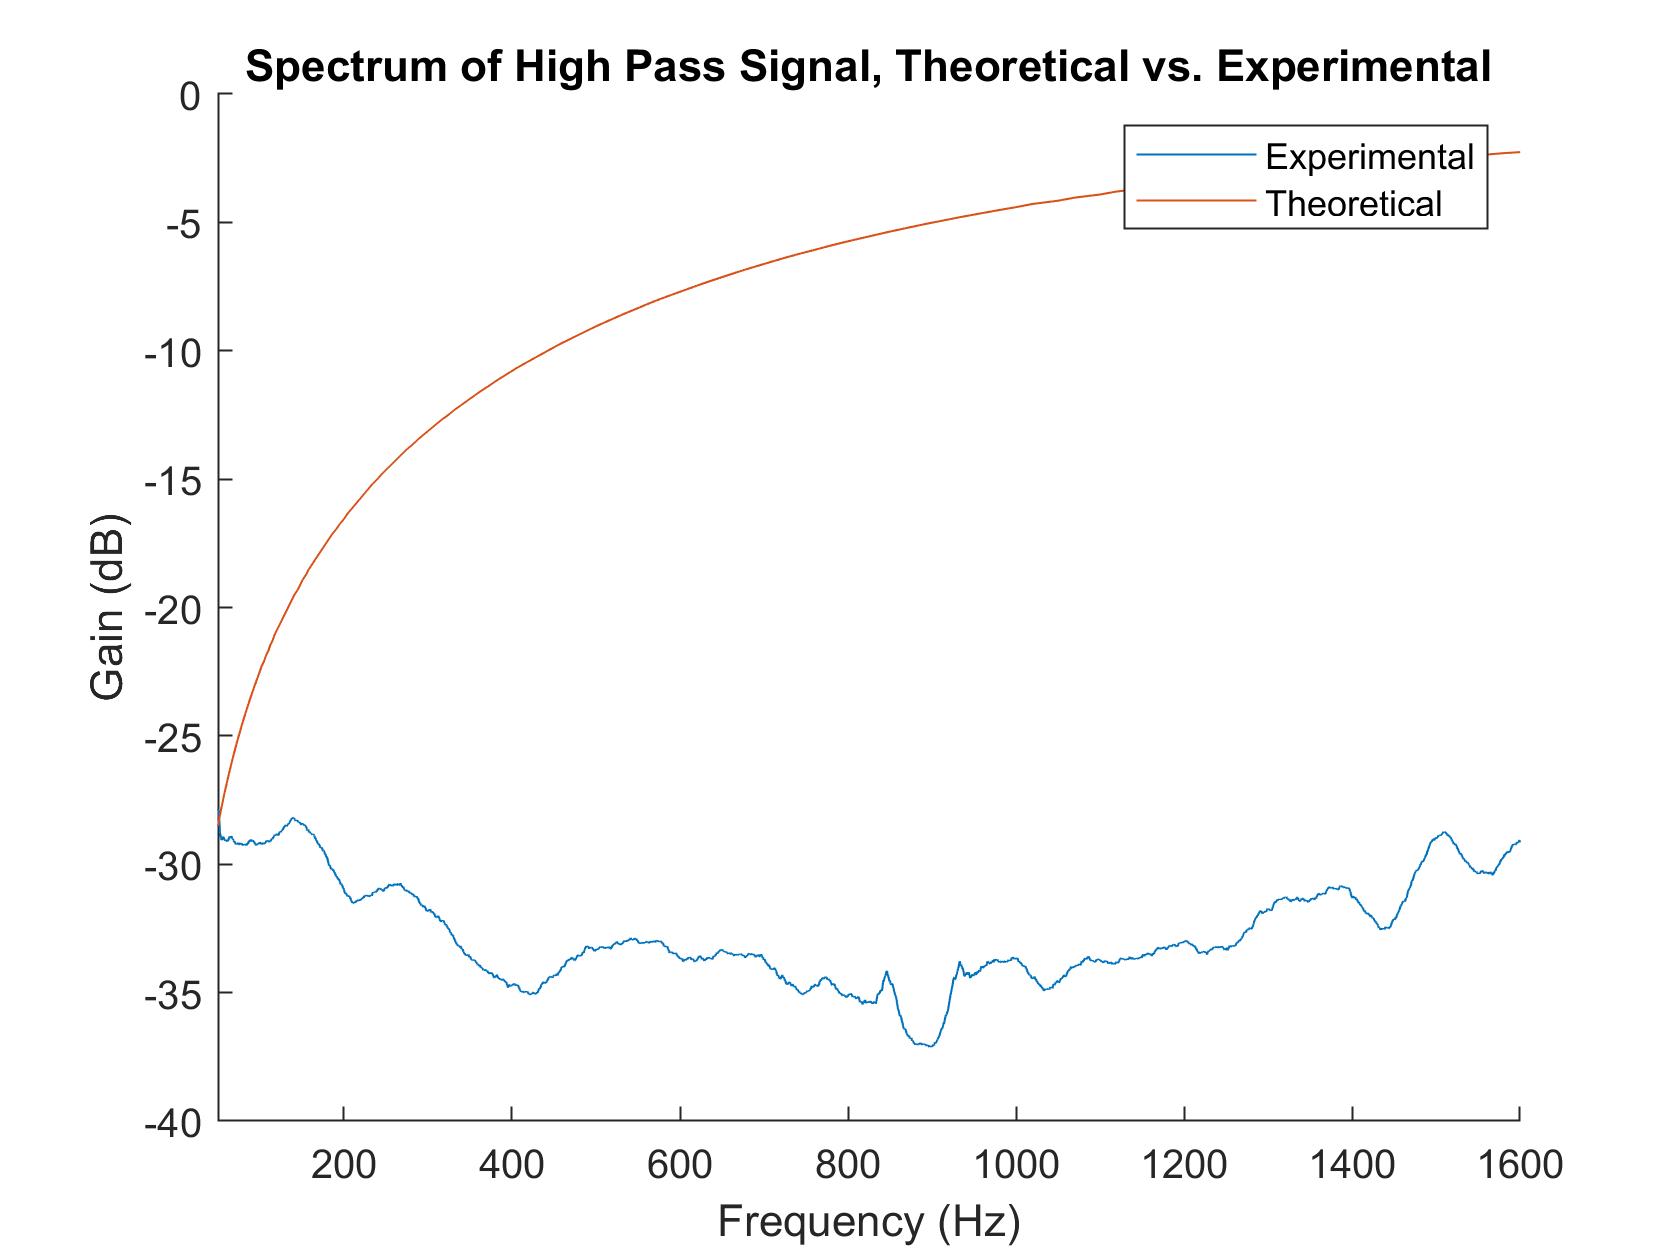 Spectrum of High Pass Signal, Theoretical vs. Experimental
0
-5
-10
-15
-20
-25
-30
-35
-40
Gain (dB)
Experimental
Theoretical
200 400 600 800 1000 1200 1400 1600
Frequency (Hz)